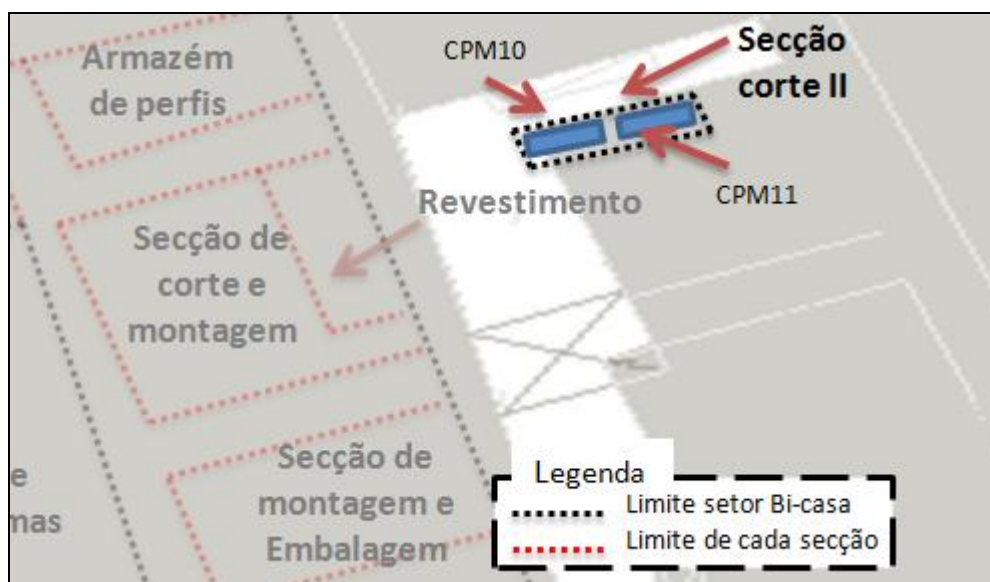 Armazém
de perfis
CPM10
Secção
corte II
CPM11
Revestimento
Secção de
corte e
montagem
Secção de
montagem e
Embalagem
e
mas
Legenda
Limite setor Bi-casa
Limite de cada secção